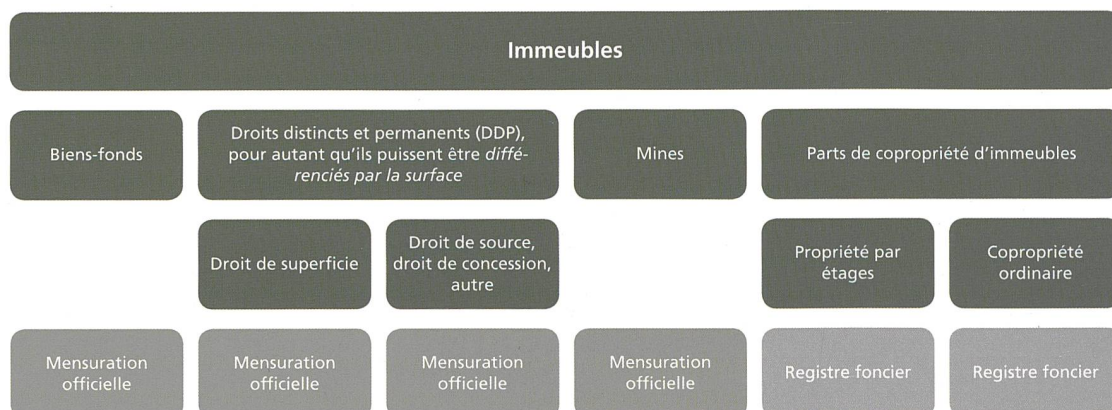 Immeubles
Biens-fonds
Droits distincts et permanents (DDP),
pour autant qu'ils puissent être diffé-
renciés par la surface
Mines
Parts de copropriété d'immeubles
Droit de superficie
Droit de source,
droit de concession,
autre
Propriété par
étages
Copropriété
ordinaire
Mensuration
officielle
Mensuration
officielle
Mensuration
officielle
Mensuration
officielle
Registre foncier
Registre foncier